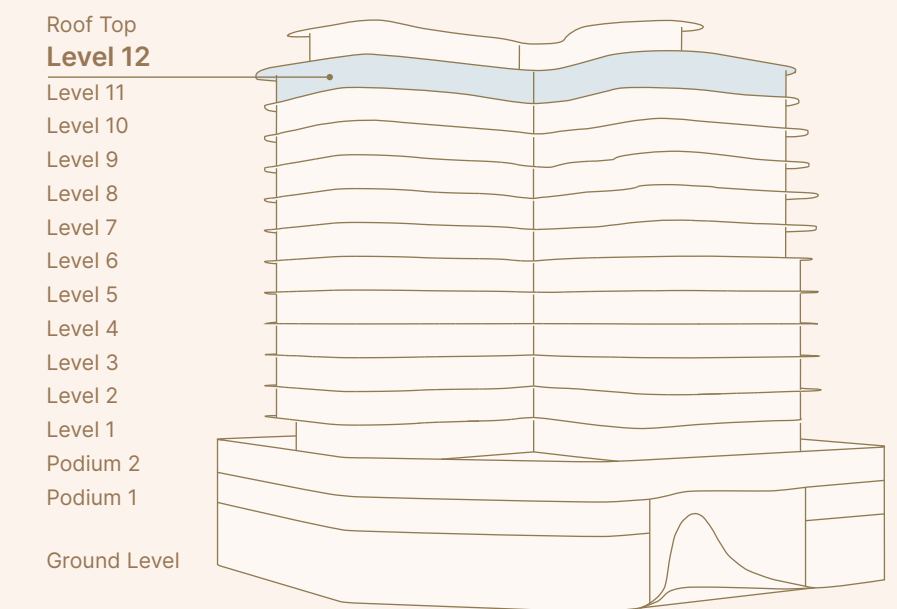 Roof Top
Level 12
Level 11
Level 10
Level 9
Level 8
Level 7
Level 6
Level 5
Level 4
Level 3
Level 2
Level 1
Podium 2
Podium 1
Ground Level